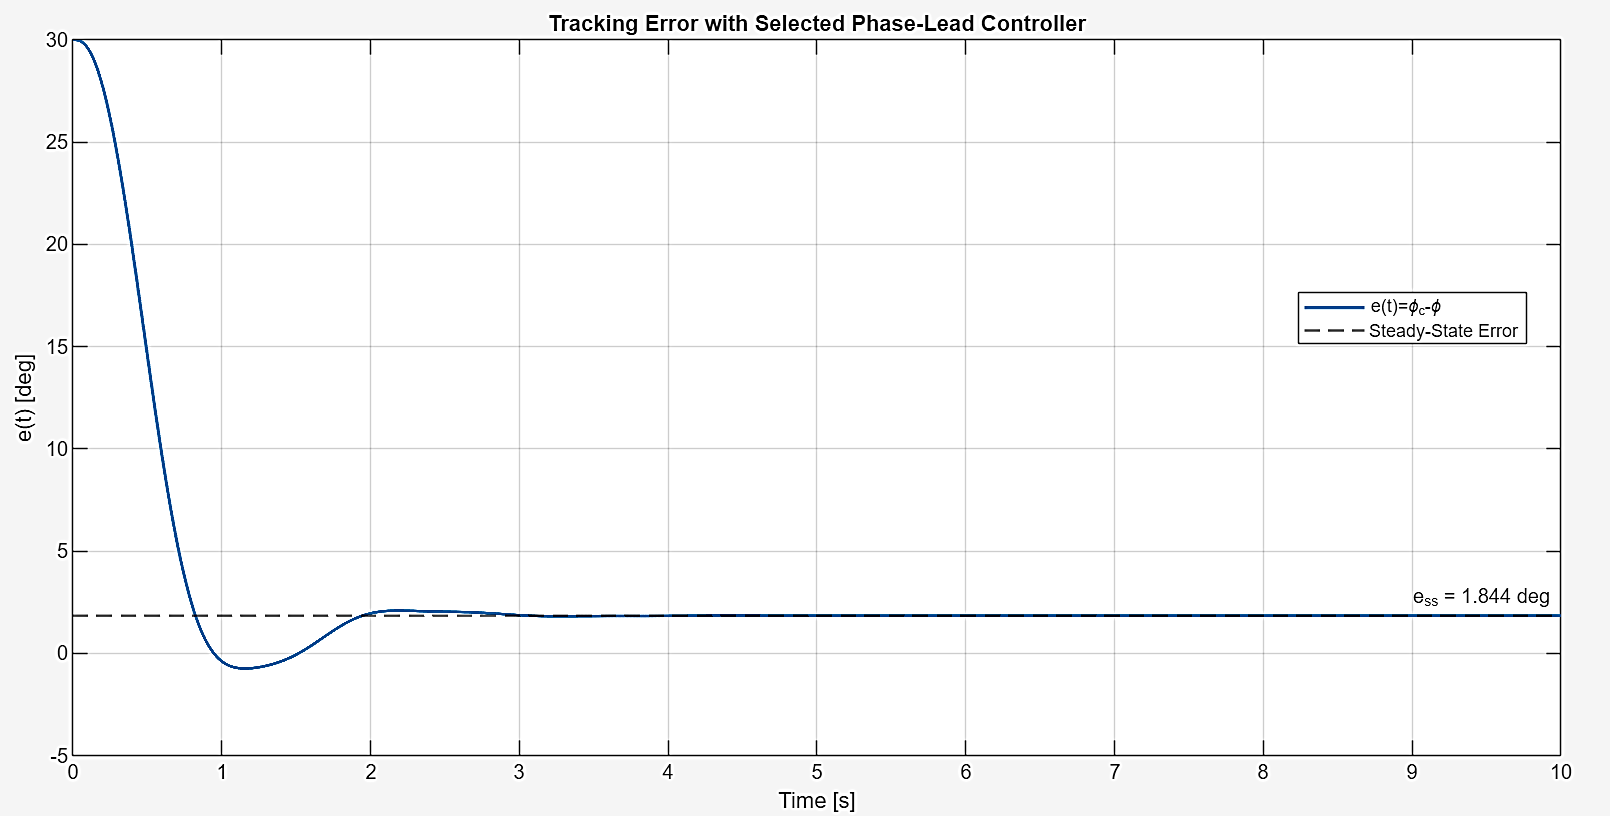 Tracking Error with Selected Phase-Lead Controller
30
25
20
15
10
5
0
-5
e(t) [deg]
e(t)=ϕc-ϕ
Steady-State Error
ess = 1.844 deg
0 1 2 3 4 5 6 7 8 9 10
Time [s]